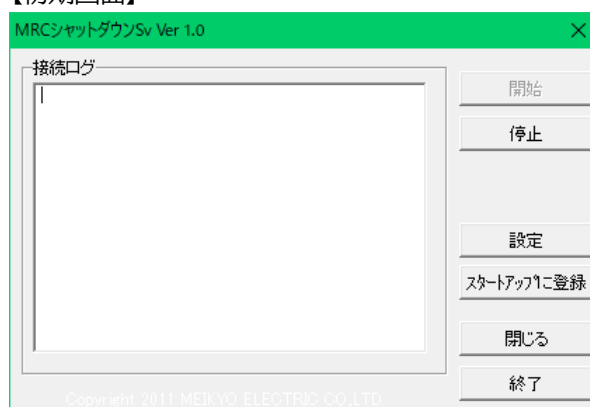 【初期画面】
MRCシャットダウンSv Ver 1.0
接続ログ
開始
停止
設定
スタートアップに登録
閉じる
終了
Copyright 2011 MEIKYO ELECTRIC CO.,LTD